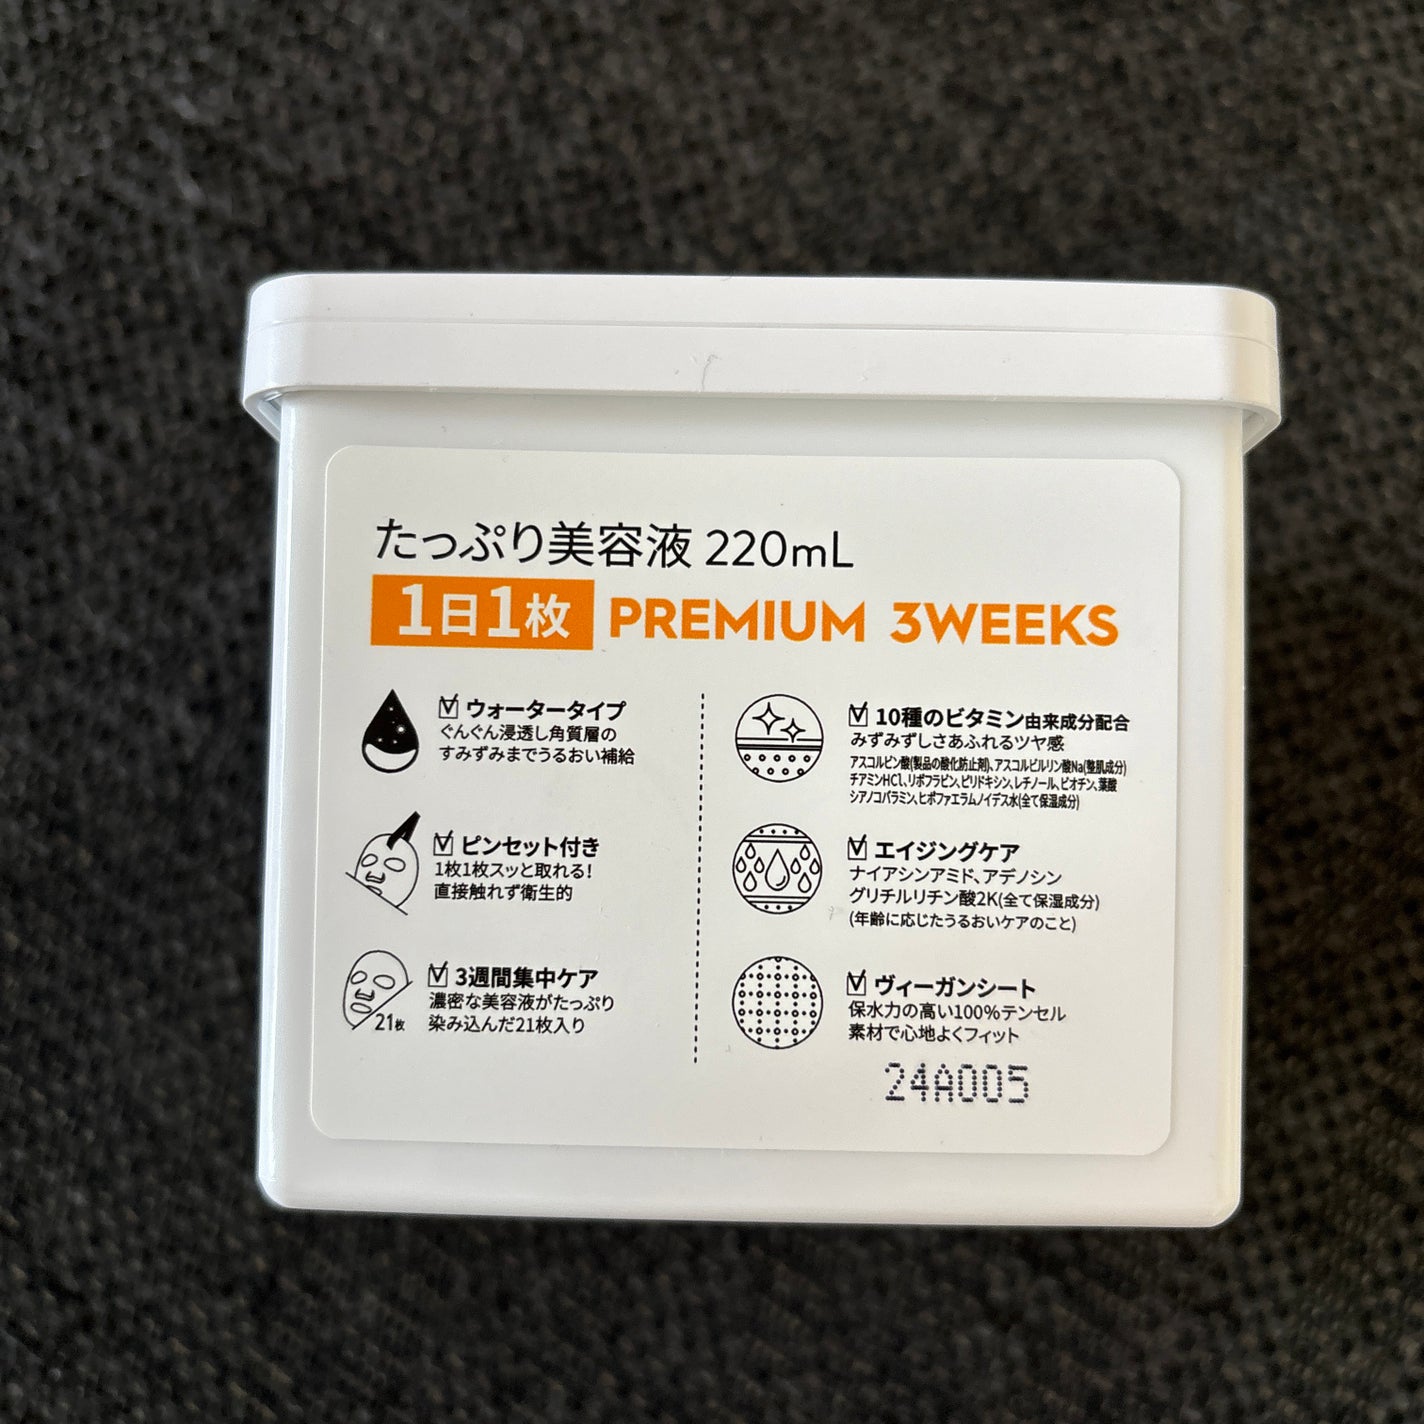 たっぷり美容液 220mL
1日1枚 PREMIUM 3WEEKS
ウォータータイプ
ぐんぐん浸透し角質層の
すみずみまでうるおい補給
ピンセット付き
1枚1枚スッと取れる!
直接触れず衛生的
21枚
3週間集中ケア
濃密な美容液がたっぷり
染み込んだ21枚入り
10種のビタミン由来成分配合
みずみずしさあふれるツヤ感
アスコルビン酸(製品の酸化防止剤)、アスコルビルリン酸Na(整肌成分)
チアミンHCl、リボフラビン、ピリドキシン、レチノール、ビオチン、葉酸
シアノコバラミン、ヒポファエラムノイデス水(全て保湿成分)
エイジングケア
ナイアシンアミド、アデノシン
グリチルリチン酸2K(全て保湿成分)
(年齢に応じたうるおいケアのこと)
ヴィーガンシート
保水力の高い100%テンセル
素材で心地よくフィット
24A005